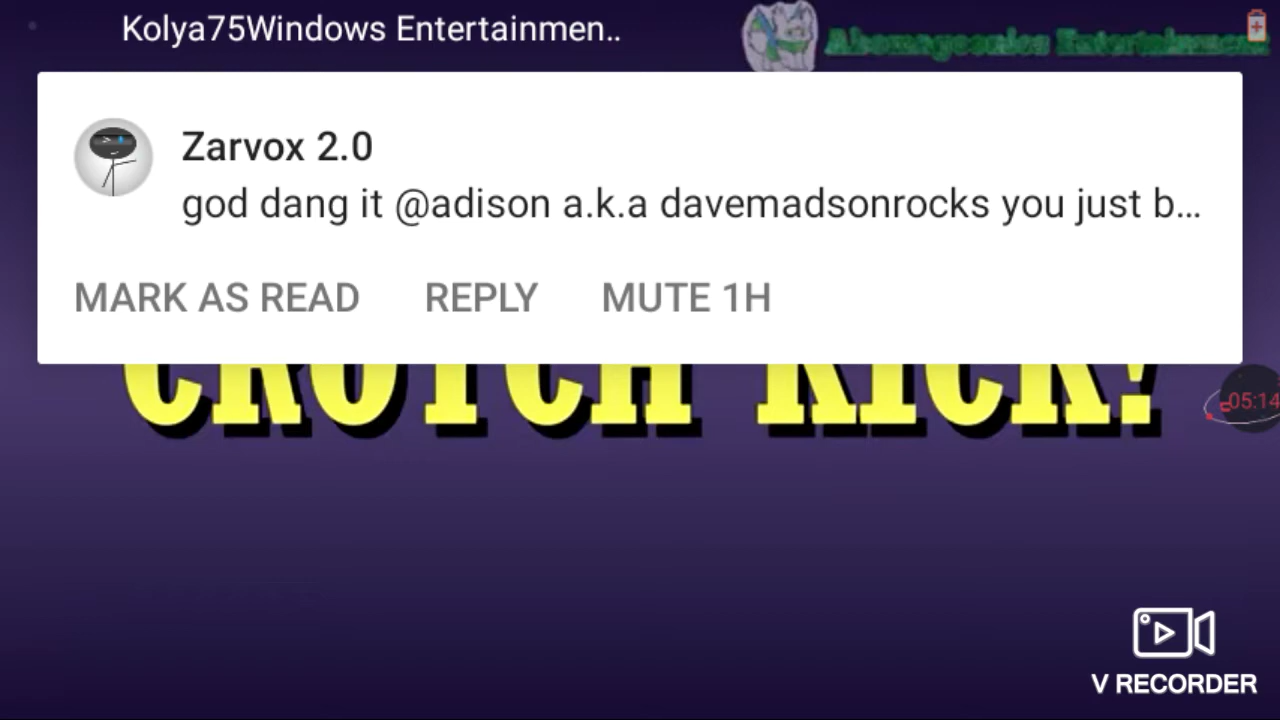 Kolya75Windows Entertainmen..
Entertainment
Zarvox 2.0
god dang it @adison a.k.a davemadsonrocks you just b…
MARK AS READ REPLY MUTE 1H
CROTCH KICK!
05:14
V RECORDER